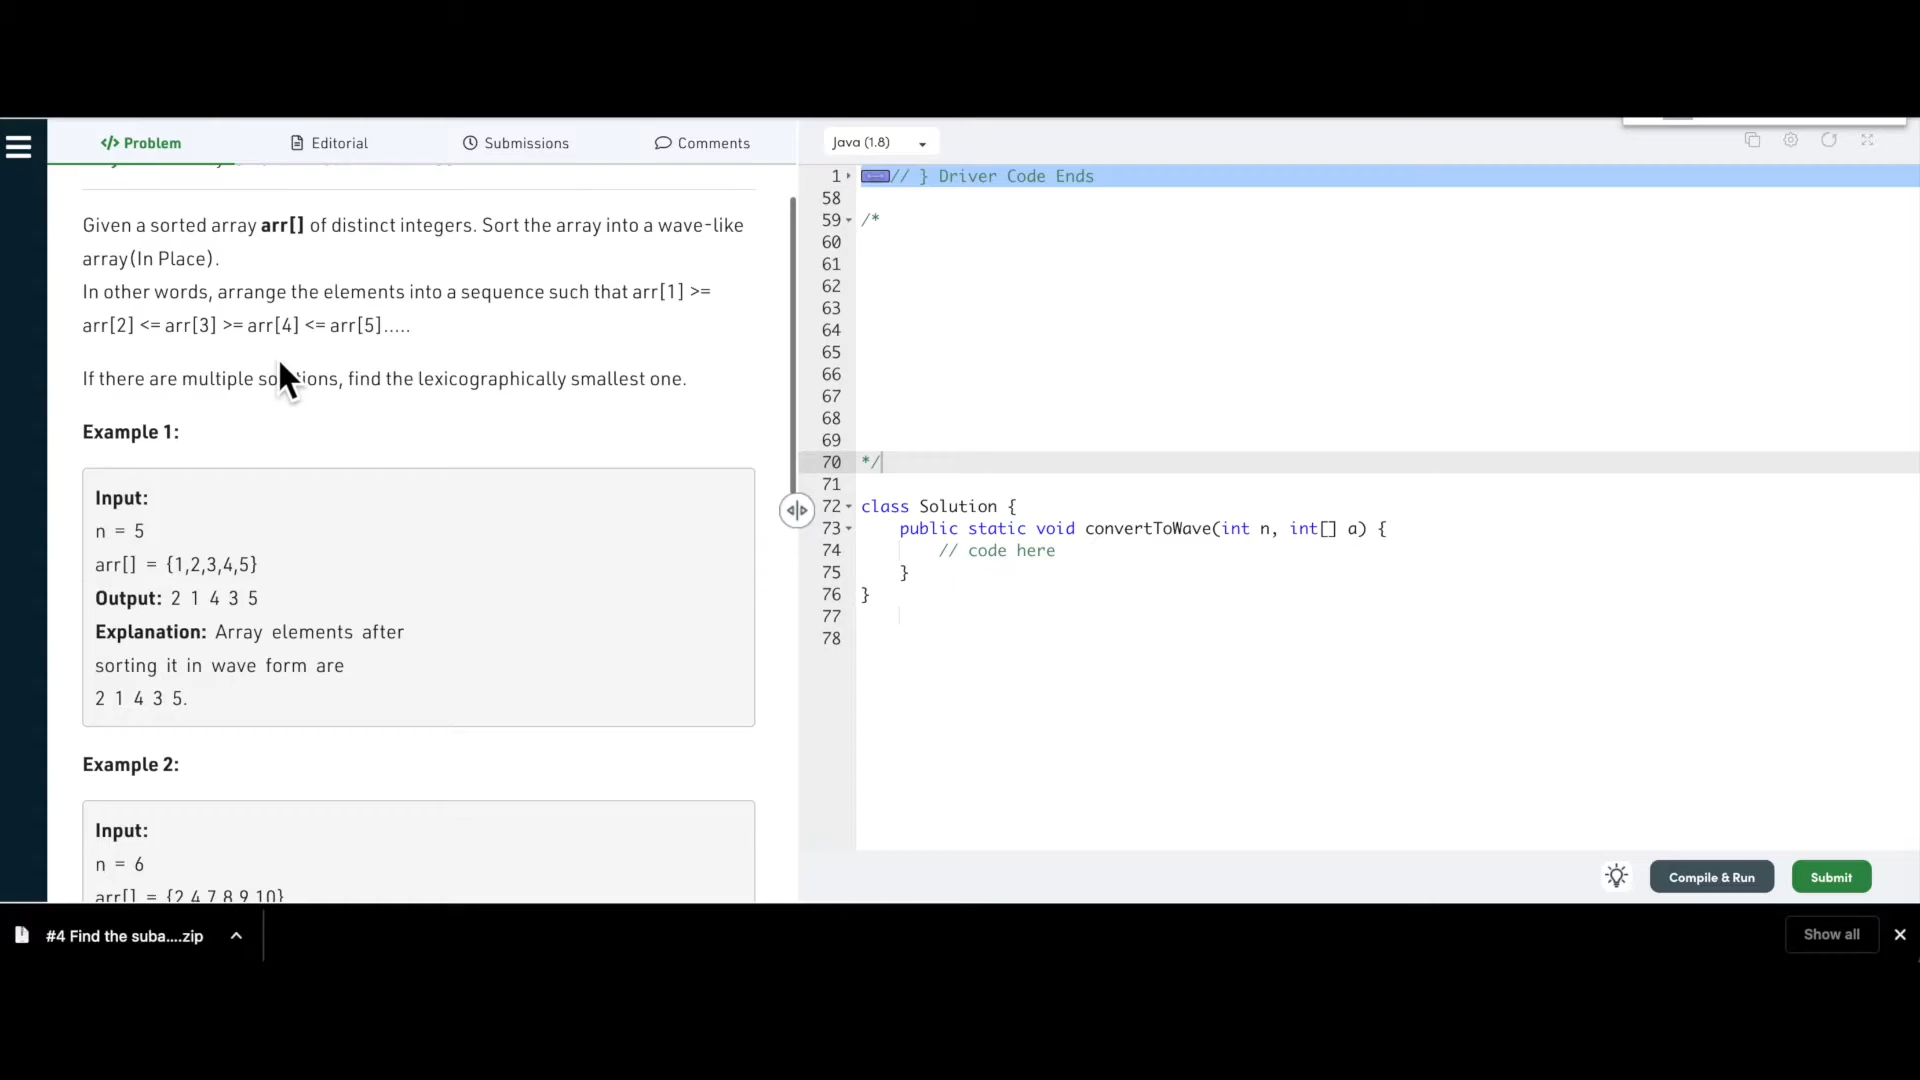 </> Problem
Editorial
Submissions
Comments
Given a sorted array arr[] of distinct integers. Sort the array into a wave-like
array(In Place).
In other words, arrange the elements into a sequence such that arr[1] >=
arr[2] <= arr[3] >= arr[4] <= arr[5].....
If there are multiple solutions, find the lexicographically smallest one.
Example 1:
Input:
n = 5
arr[] = {1,2,3,4,5}
Output: 2 1 4 3 5
Explanation: Array elements after
sorting it in wave form are
2 1 4 3 5.
Example 2:
Input:
n = 6
arr[] = {2,4,7,8,9,10}
Java (1.8)
1 // } Driver Code Ends
58
59 /*
60
61
62
63
64
65
66
67
68
69
70 */
71
72 class Solution {
73 public static void convertToWave(int n, int[] a) {
74 // code here
75 }
76 }
77
78
Compile & Run
Submit
#4 Find the suba....zip
Show all